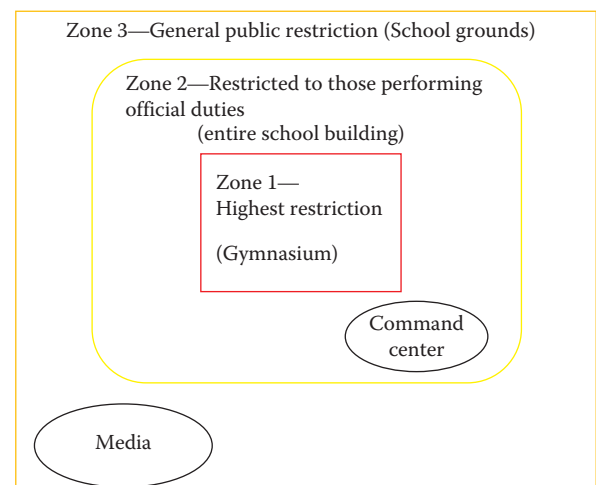 Zone 3—General public restriction (School grounds)
Zone 2—Restricted to those performing
official duties
(entire school building)
Zone 1—
Highest restriction
(Gymnasium)
Command
center
Media